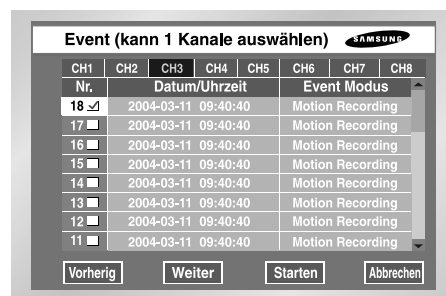 Event (kann 1 Kanale auswählen) SAMSUNG
CH1 CH2 CH3 CH4 CH5 CH6 CH7 CH8
Nr. Datum/Uhrzeit Event Modus
18 2004-03-11 09:40:40 Motion Recording
17 2004-03-11 09:40:40 Motion Recording
16 2004-03-11 09:40:40 Motion Recording
15 2004-03-11 09:40:40 Motion Recording
14 2004-03-11 09:40:40 Motion Recording
13 2004-03-11 09:40:40 Motion Recording
12 2004-03-11 09:40:40 Motion Recording
11 2004-03-11 09:40:40 Motion Recording
Vorherig Weiter Starten Abbrechen